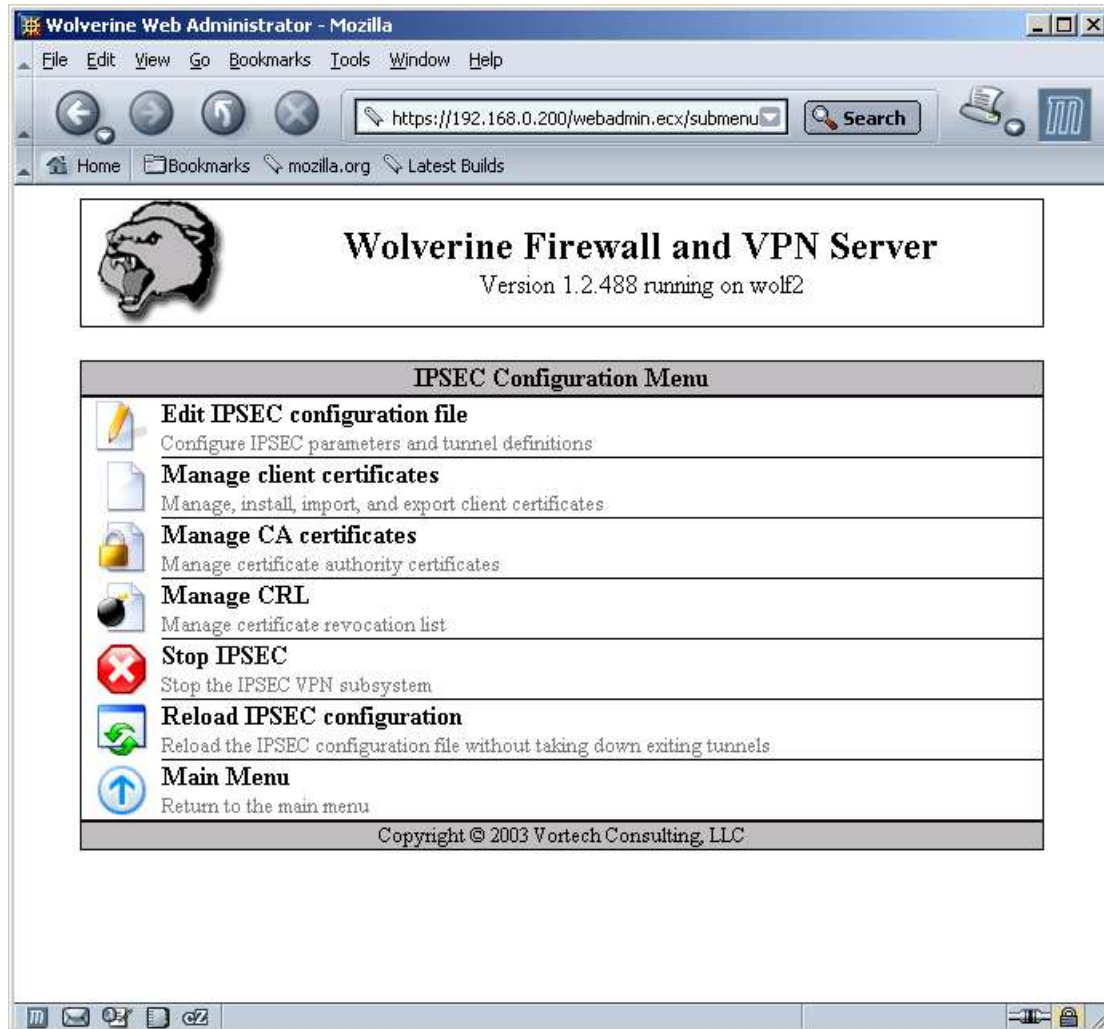 Wolverine Web Administrator - Mozilla
File Edit View Go Bookmarks Tools Window Help
https://192.168.0.200/webadmin.ecx/submenu
Search
Home Bookmarks mozilla.org Latest Builds
Wolverine Firewall and VPN Server
Version 1.2.488 running on wolf2
IPSEC Configuration Menu
Edit IPSEC configuration file
Configure IPSEC parameters and tunnel definitions
Manage client certificates
Manage, install, import, and export client certificates
Manage CA certificates
Manage certificate authority certificates
Manage CRL
Manage certificate revocation list
Stop IPSEC
Stop the IPSEC VPN subsystem
Reload IPSEC configuration
Reload the IPSEC configuration file without taking down exiting tunnels
Main Menu
Return to the main menu
Copyright © 2003 Vortech Consulting, LLC